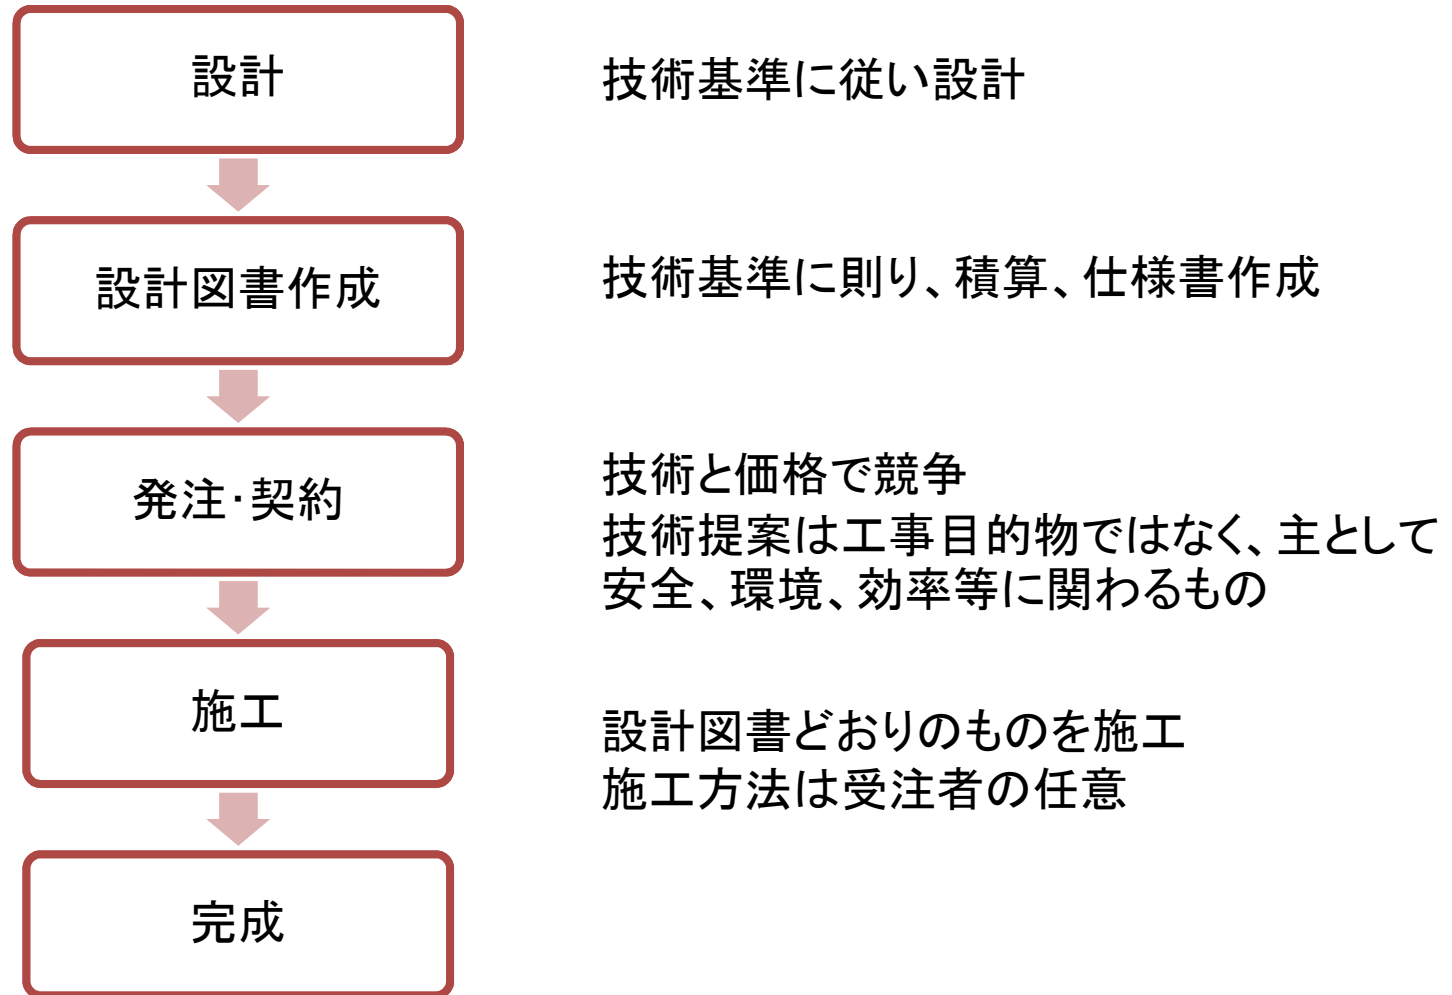 設計
技術基準に従い設計
設計図書作成
技術基準に則り、積算、仕様書作成
発注・契約
技術と価格で競争
技術提案は工事目的物ではなく、主として
安全、環境、効率等に関わるもの
施工
設計図書どおりのものを施工
施工方法は受注者の任意
完成